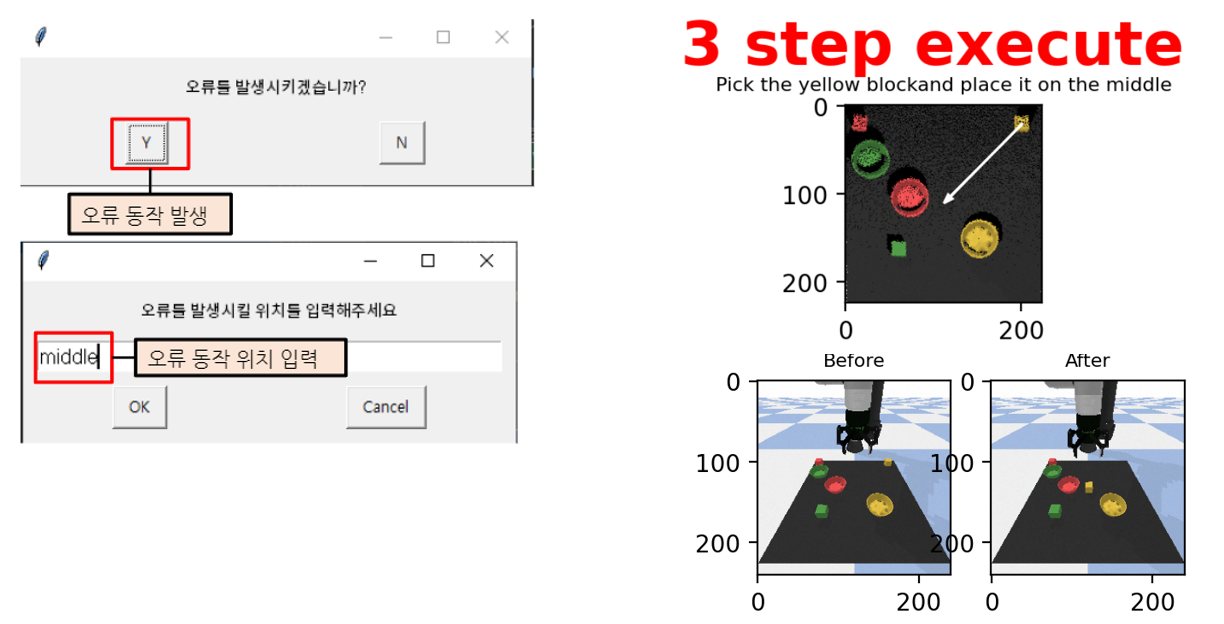 오류를 발생시키겠습니까?
Y
N
오류 동작 발생
오류를 발생시킬 위치를 입력해주세요
middle
오류 동작 위치 입력
OK
Cancel
3 step execute
Pick the yellow blockand place it on the middle
0
100
200
0
200
Before
0
100
200
0
200
After
0
100
200
0
200